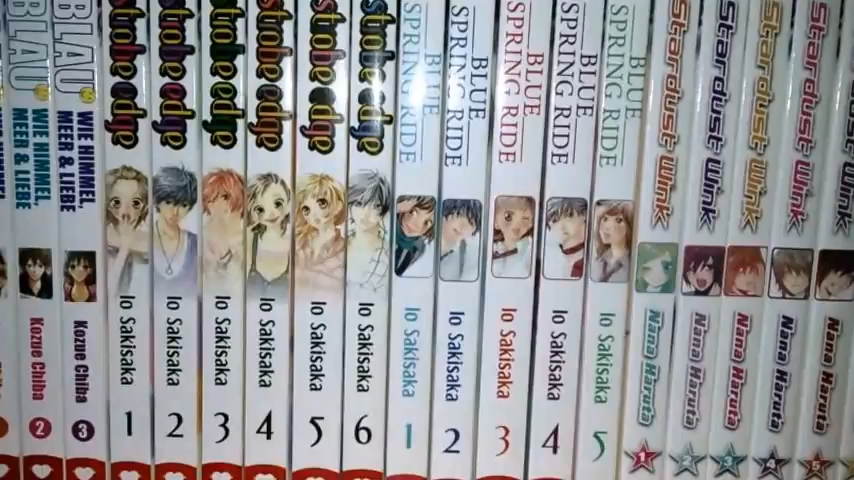 BLAU
WIE HIMMEL,
MEER & LIEBE
Kozue Chiba
2
BLAU
WIE HIMMEL,
MEER & LIEBE
Kozue Chiba
3
strobe edge
Io Sakisaka
1
strobe edge
Io Sakisaka
2
strobe edge
Io Sakisaka
3
strobe edge
Io Sakisaka
4
strobe edge
Io Sakisaka
5
strobe edge
Io Sakisaka
6
BLUE
SPRING RIDE
Io Sakisaka
1
BLUE
SPRING RIDE
Io Sakisaka
2
BLUE
SPRING RIDE
Io Sakisaka
3
BLUE
SPRING RIDE
Io Sakisaka
4
BLUE
SPRING RIDE
Io Sakisaka
5
Stardust Wink
Nana Haruta
1
Stardust Wink
Nana Haruta
2
Stardust Wink
Nana Haruta
3
Stardust Wink
Nana Haruta
4
Stardust Wink
Nana Haruta
5